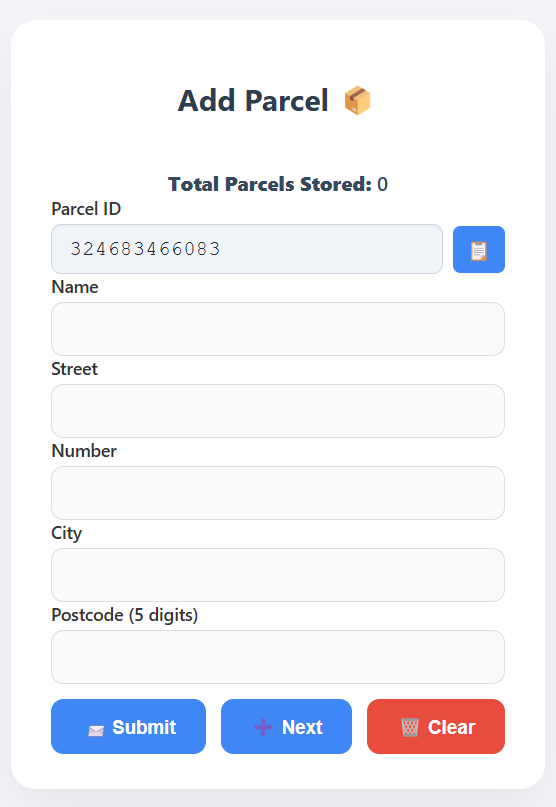 Add Parcel 📦
Total Parcels Stored: 0
Parcel ID
324683466083
Name
Street
Number
City
Postcode (5 digits)
Submit
Next
Clear